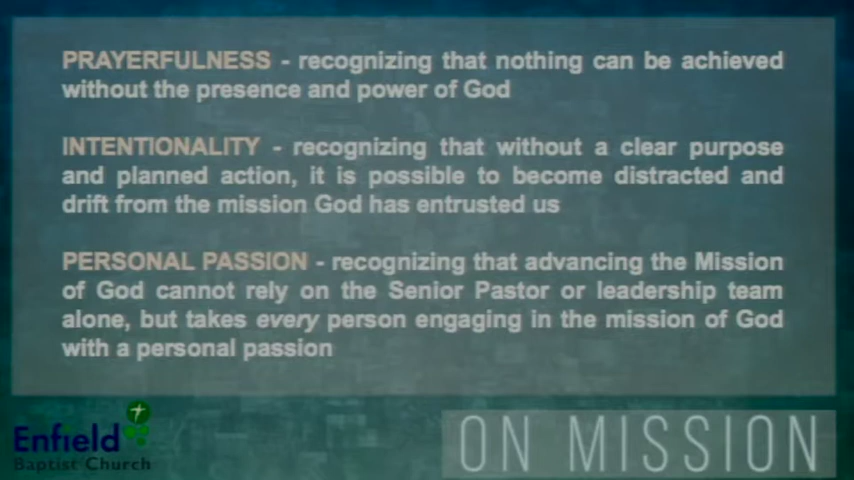 PRAYERFULNESS - recognizing that nothing can be achieved
without the presence and power of God
INTENTIONALITY - recognizing that without a clear purpose
and planned action, it is possible to become distracted and
drift from the mission God has entrusted us
PERSONAL PASSION - recognizing that advancing the Mission
of God cannot rely on the Senior Pastor or leadership team
alone, but takes every person engaging in the mission of God
with a personal passion
Enfield
Baptist Church
ON MISSION